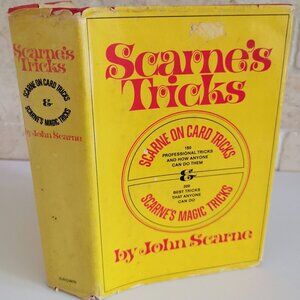 Scarne's
Tricks
SCARNE ON CARD TRICKS
&
SCARNE'S MAGIC TRICKS
by John Scarne
Scarne's
Tricks
SCARNE ON CARD TRICKS
PROFESSIONAL TRICKS
AND HOW ANYONE
CAN DO THEM
&
200
BEST TRICKS
THAT ANYONE
CAN DO
SCARNE'S MAGIC TRICKS
by John Scarne